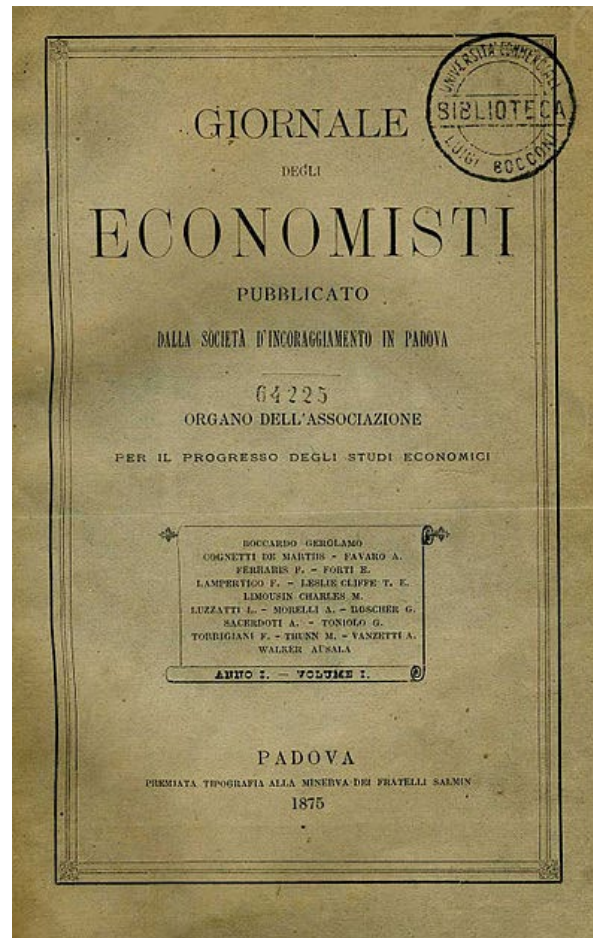 UNIVERSITÀ COMMERCIALE
BIBLIOTECA
LUIGI BOCCONI
GIORNALE
DEGLI
ECONOMISTI
PUBBLICATO
DALLA SOCIETÀ D'INCORAGGIAMENTO IN PADOVA
64225
ORGANO DELL'ASSOCIAZIONE
PER IL PROGRESSO DEGLI STUDI ECONOMICI
BOCCARDO GEROLAMO
COGNETTI DE MARTIIS - FAVARO A.
FERRARIS F. - FORTI E.
LAMPERTICO F. - LESLIE CLIFFE T. E.
LIMOUSIN CHARLES M.
LUZZATTI L. - MORELLI A. - ROSCHER G.
SACERDOTI A. - TONIOLO G.
TORRIGIANI F. - THUNN M. - VANZETTI A.
WALKER AUSALA
ANNO I. - VOLUME I.
PADOVA
PREMIATA TIPOGRAFIA ALLA MINERVA DEI FRATELLI SALMIN
1875